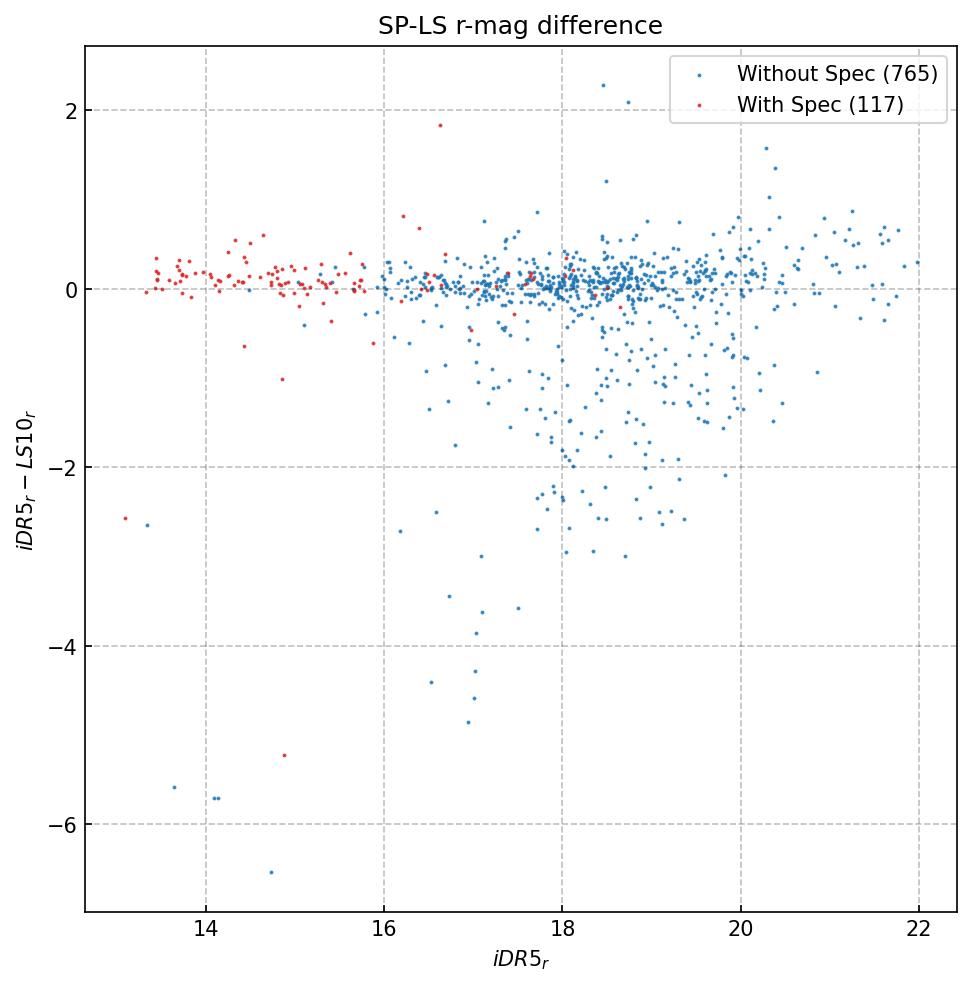 SP-LS r-mag difference
Without Spec (765)
With Spec (117)
2
0
−2
−4
−6
iDR5_r − LS10_r
14 16 18 20 22
iDR5_r